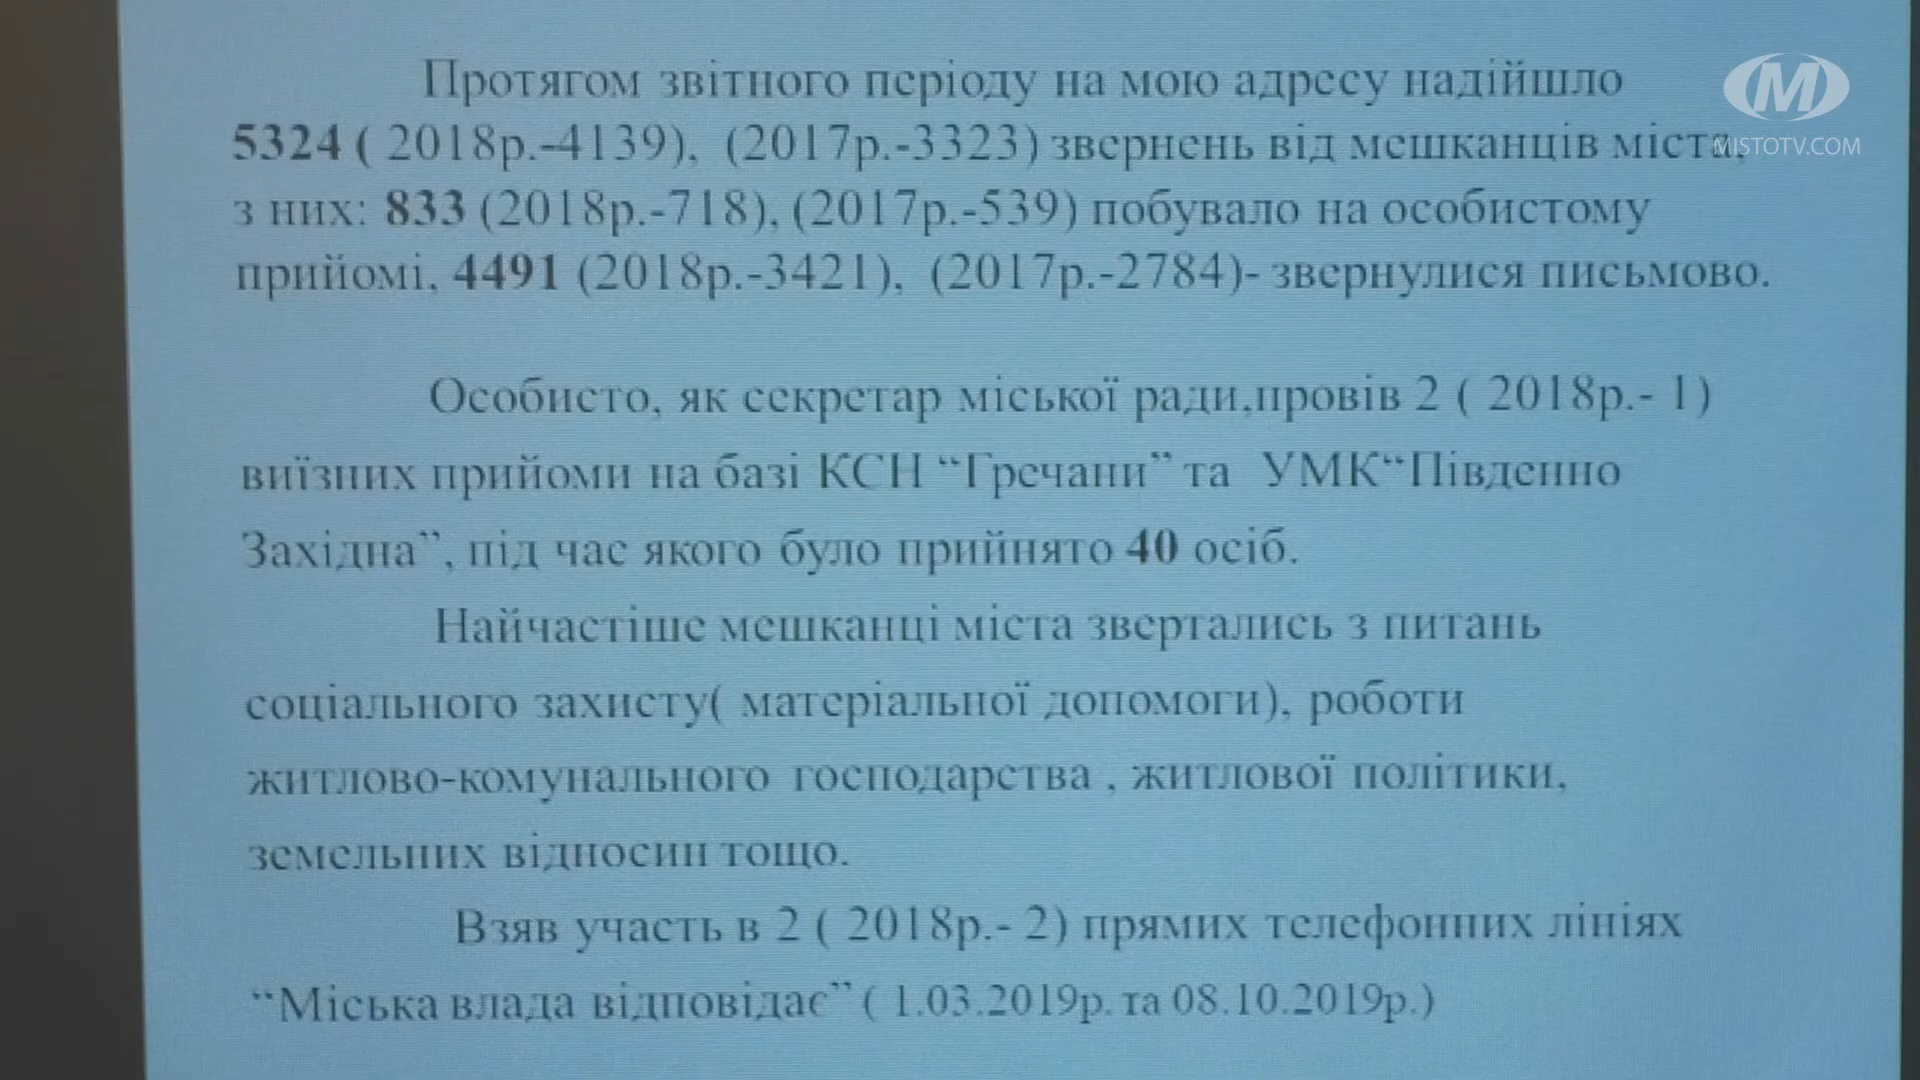 Протягом звітного періоду на мою адресу надійшло
5324 ( 2018р.-4139), (2017р.-3323) звернень від мешканців міста,
з них: 833 (2018р.-718), (2017р.-539) побувало на особистому
прийомі, 4491 (2018р.-3421), (2017р.-2784)- звернулися письмово.
Особисто, як секретар міської ради,провів 2 ( 2018р.- 1)
виїзних прийоми на базі КСН “Гречани” та УМК“Південно
Західна”, під час якого було прийнято 40 осіб.
Найчастіше мешканці міста звертались з питань
соціального захисту( матеріальної допомоги), роботи
житлово-комунального господарства , житлової політики,
земельних відносин тощо.
Взяв участь в 2 ( 2018р.- 2) прямих телефонних лініях
“Міська влада відповідає” ( 1.03.2019р. та 08.10.2019р.)
M
MISTOTV.COM